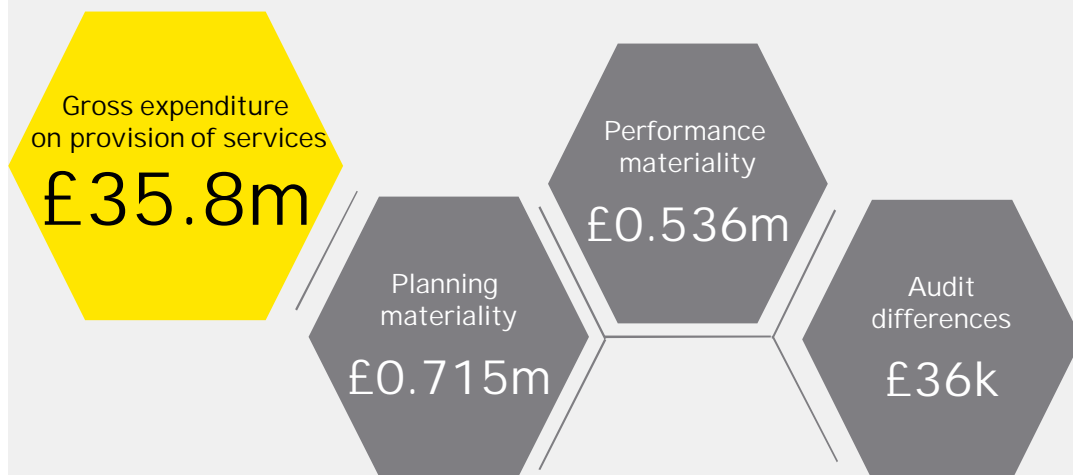 Gross expenditure
on provision of services
£35.8m
Planning
materiality
£0.715m
Performance
materiality
£0.536m
Audit
differences
£36k